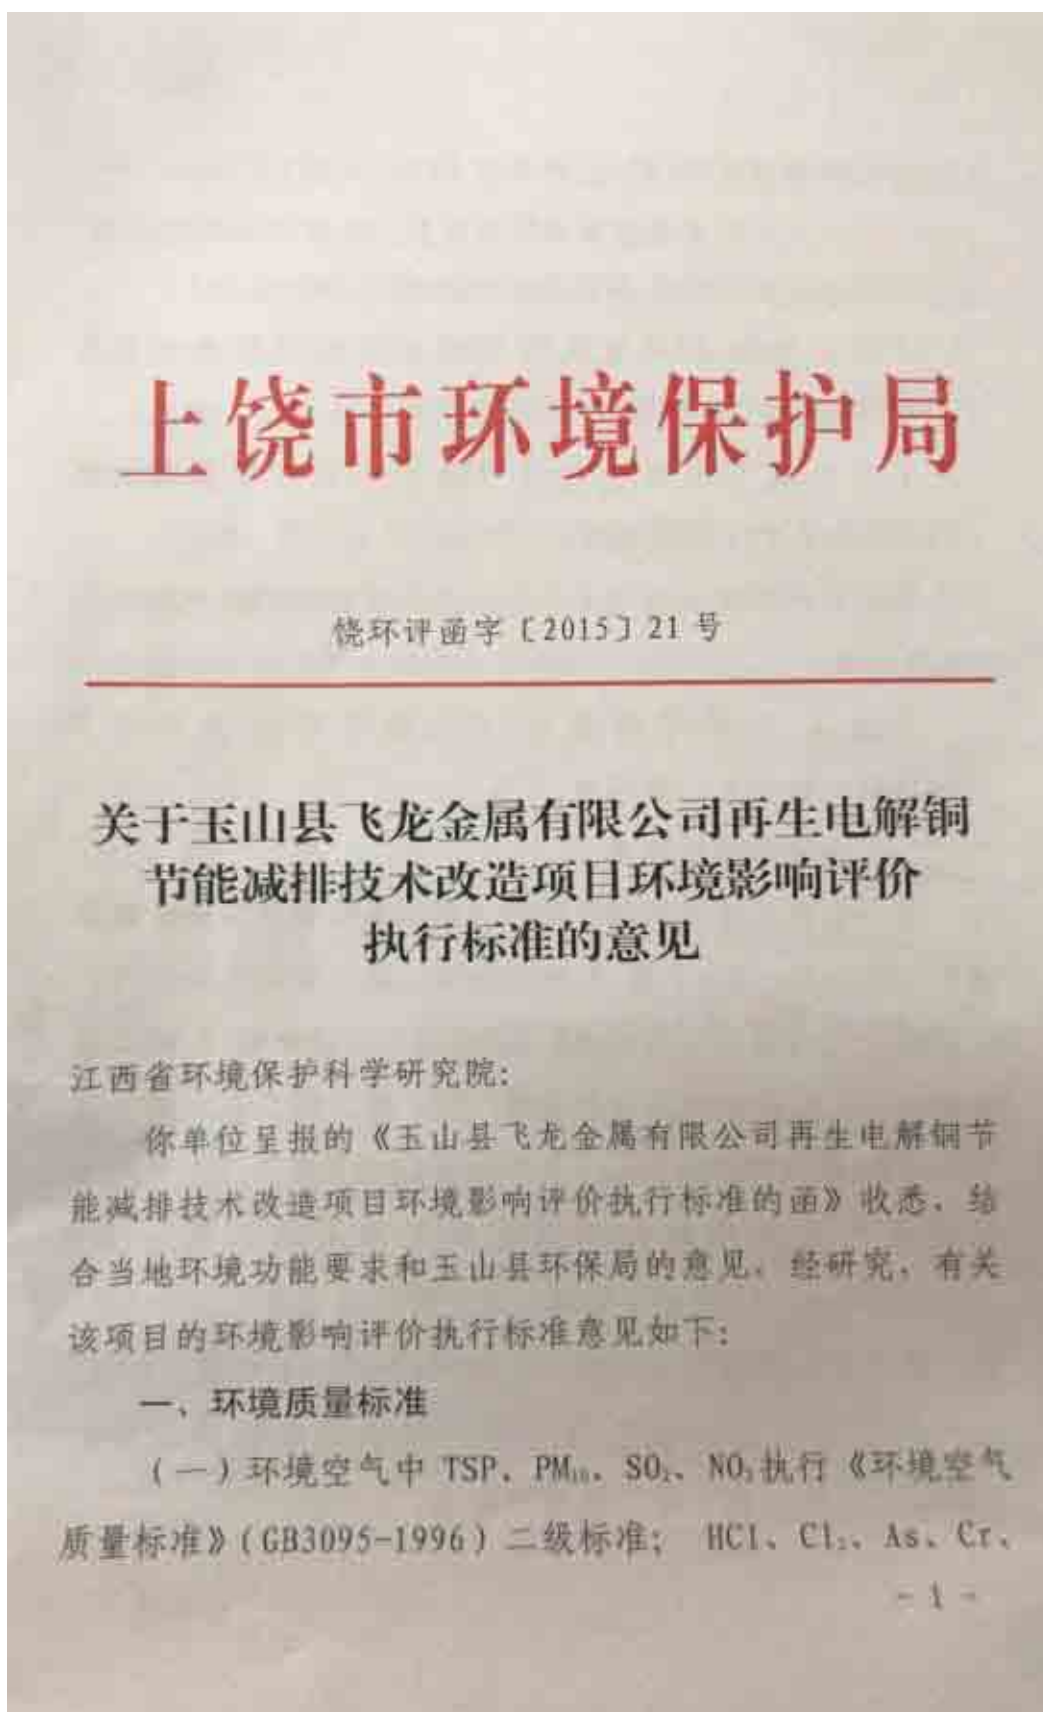 上饶市环境保护局
饶环评函字〔2015〕21号
关于玉山县飞龙金属有限公司再生电解铜
节能减排技术改造项目环境影响评价
执行标准的意见
江西省环境保护科学研究院:
你单位呈报的《玉山县飞龙金属有限公司再生电解铜节
能减排技术改造项目环境影响评价执行标准的函》收悉。结
合当地环境功能要求和玉山县环保局的意见，经研究，有关
该项目的环境影响评价执行标准意见如下:
一、环境质量标准
(一)环境空气中 TSP、PM₁₀、SO₂、NO₂执行《环境空气
质量标准》(GB3095-1996)二级标准; HCl、Cl₂、As、Cr、
- 1 -